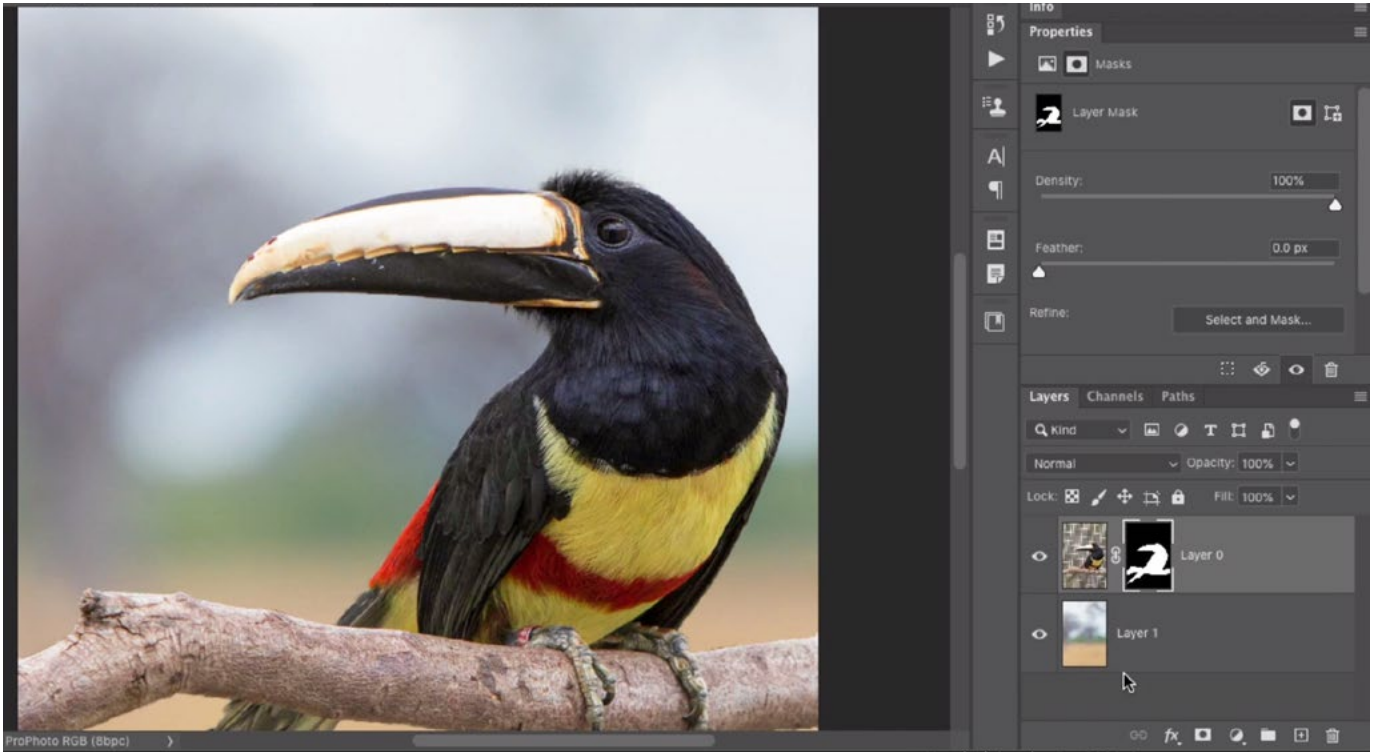 Info
Properties
Masks
Layer Mask
Density: 100%
Feather: 0.0 px
Refine: Select and Mask...
Layers Channels Paths
Kind
Normal Opacity: 100%
Lock: Fill: 100%
Layer 0
Layer 1
fx
ProPhoto RGB (8bpc)